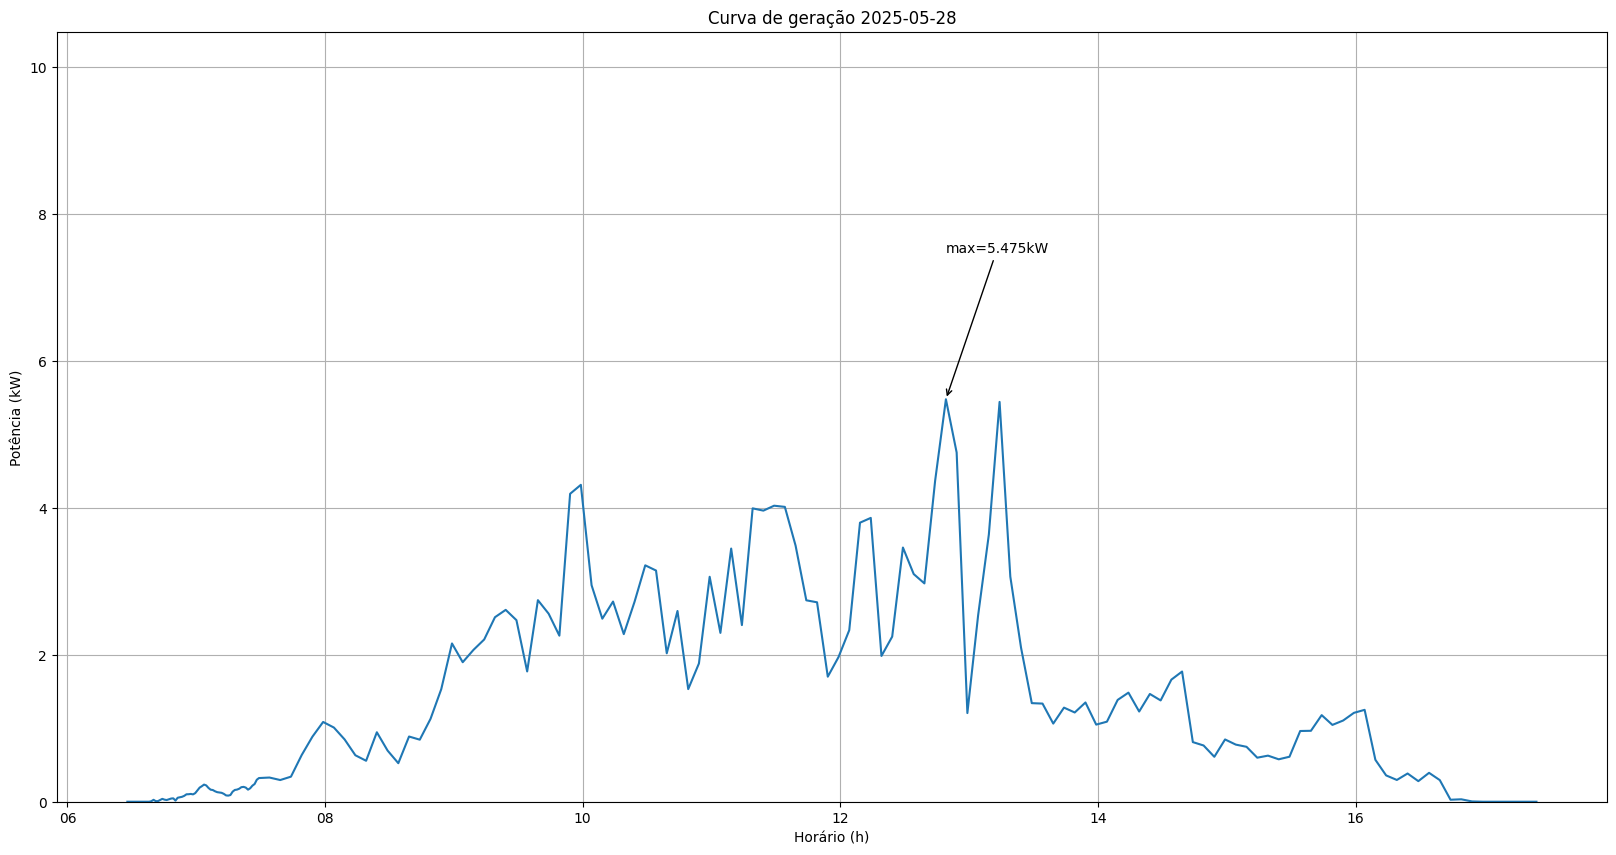 Curva de geração 2025-05-28
10
8
max=5.475kW
6
Potência (kW)
4
2
0
06 08 10 12 14 16
Horário (h)